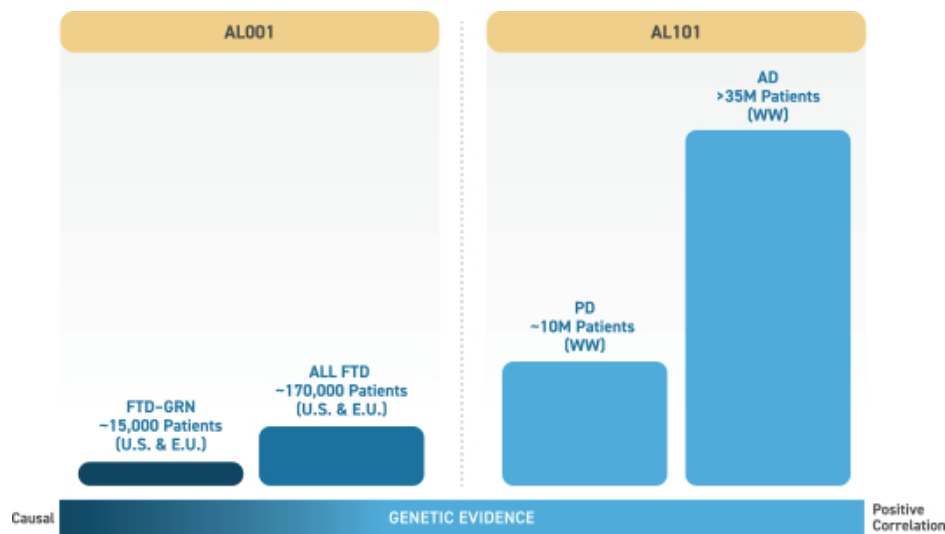 AL001
AL101
FTD-GRN
~15,000 Patients
(U.S. & E.U.)
ALL FTD
~170,000 Patients
(U.S. & E.U.)
PD
~10M Patients
(WW)
AD
>35M Patients
(WW)
Causal
GENETIC EVIDENCE
Positive
Correlation